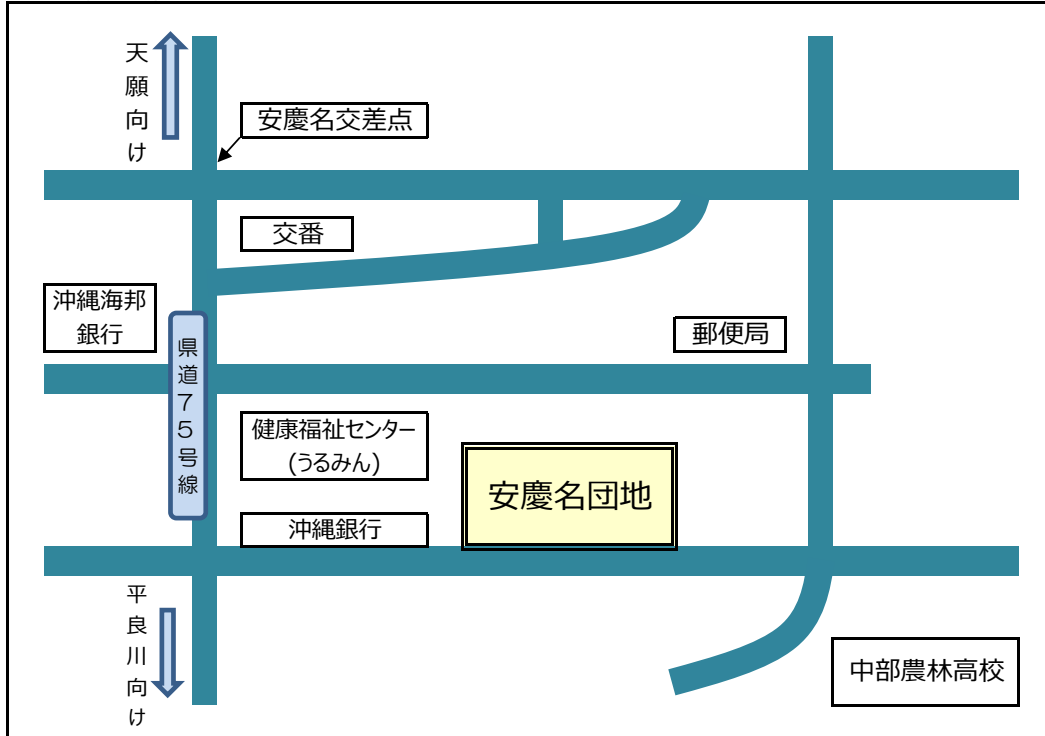 天願向け
安慶名交差点
交番
沖縄海邦
銀行
郵便局
県道75号線
健康福祉センター
(うるみん)
安慶名団地
沖縄銀行
平良川向け
中部農林高校